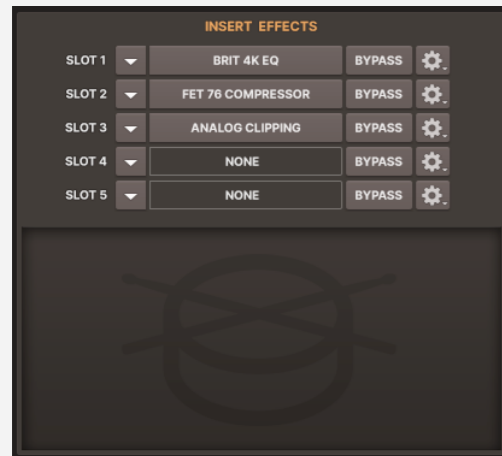 INSERT EFFECTS
SLOT 1 BRIT 4K EQ BYPASS
SLOT 2 FET 76 COMPRESSOR BYPASS
SLOT 3 ANALOG CLIPPING BYPASS
SLOT 4 NONE BYPASS
SLOT 5 NONE BYPASS